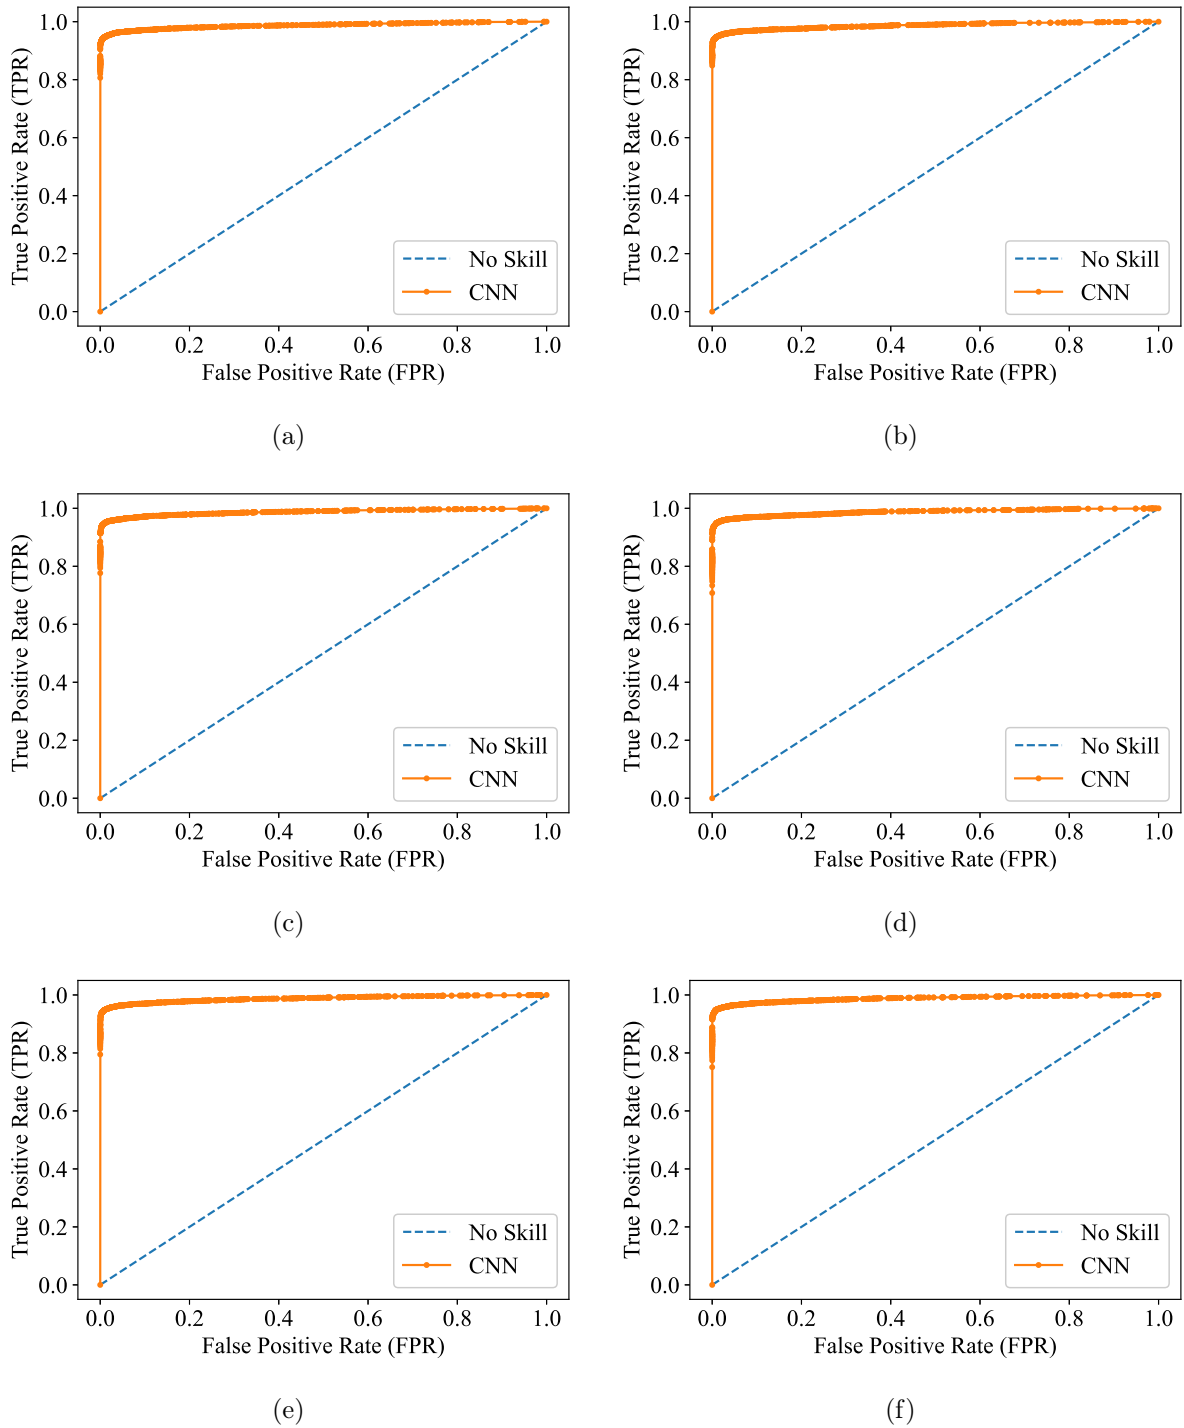 True Positive Rate (TPR)
1.0
0.8
0.6
0.4
0.2
0.0
No Skill
CNN
0.0 0.2 0.4 0.6 0.8 1.0
False Positive Rate (FPR)
(a)
True Positive Rate (TPR)
1.0
0.8
0.6
0.4
0.2
0.0
No Skill
CNN
0.0 0.2 0.4 0.6 0.8 1.0
False Positive Rate (FPR)
(b)
True Positive Rate (TPR)
1.0
0.8
0.6
0.4
0.2
0.0
No Skill
CNN
0.0 0.2 0.4 0.6 0.8 1.0
False Positive Rate (FPR)
(c)
True Positive Rate (TPR)
1.0
0.8
0.6
0.4
0.2
0.0
No Skill
CNN
0.0 0.2 0.4 0.6 0.8 1.0
False Positive Rate (FPR)
(d)
True Positive Rate (TPR)
1.0
0.8
0.6
0.4
0.2
0.0
No Skill
CNN
0.0 0.2 0.4 0.6 0.8 1.0
False Positive Rate (FPR)
(e)
True Positive Rate (TPR)
1.0
0.8
0.6
0.4
0.2
0.0
No Skill
CNN
0.0 0.2 0.4 0.6 0.8 1.0
False Positive Rate (FPR)
(f)